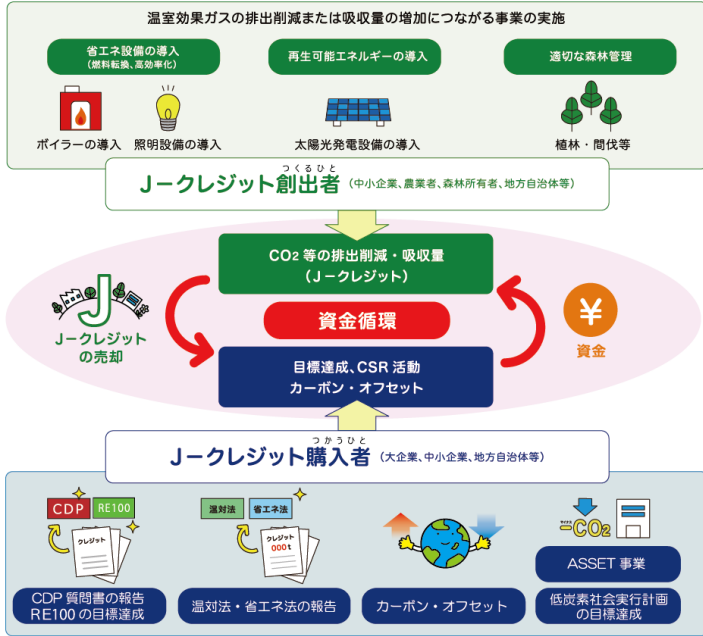 温室効果ガスの排出削減または吸収量の増加につながる事業の実施
省エネ設備の導入
(燃料転換、高効率化)
再生可能エネルギーの導入
適切な森林管理
ボイラーの導入
照明設備の導入
太陽光発電設備の導入
植林・間伐等
つくるひと
Jークレジット創出者(中小企業、農業者、森林所有者、地方自治体等)
CO2 等の排出削減・吸収量
(Jークレジット)
J
Jークレジット
の売却
資金循環
¥
資金
目標達成、CSR 活動
カーボン・オフセット
つかうひと
Jークレジット購入者(大企業、中小企業、地方自治体等)
CDP
RE100
クレジット
温対法
省エネ法
クレジット
000t
マイナス
-CO2
ASSET 事業
CDP 質問書の報告
RE100 の目標達成
温対法・省エネ法の報告
カーボン・オフセット
低炭素社会実行計画
の目標達成